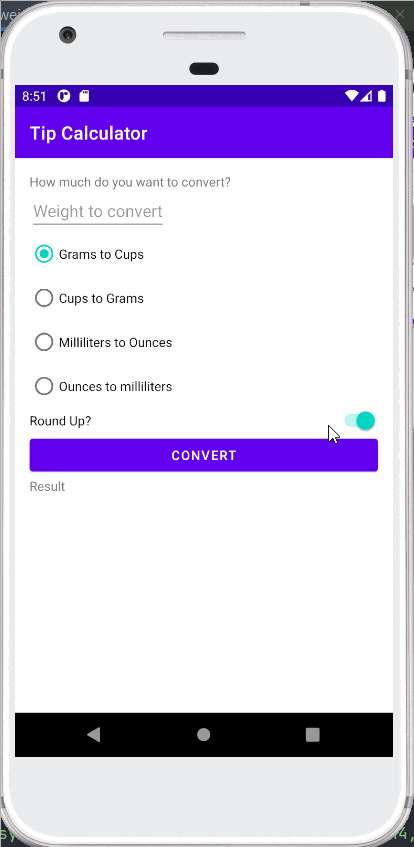 wei
8:51
Tip Calculator
How much do you want to convert?
Weight to convert
Grams to Cups
Cups to Grams
Milliliters to Ounces
Ounces to milliliters
Round Up?
CONVERT
Result